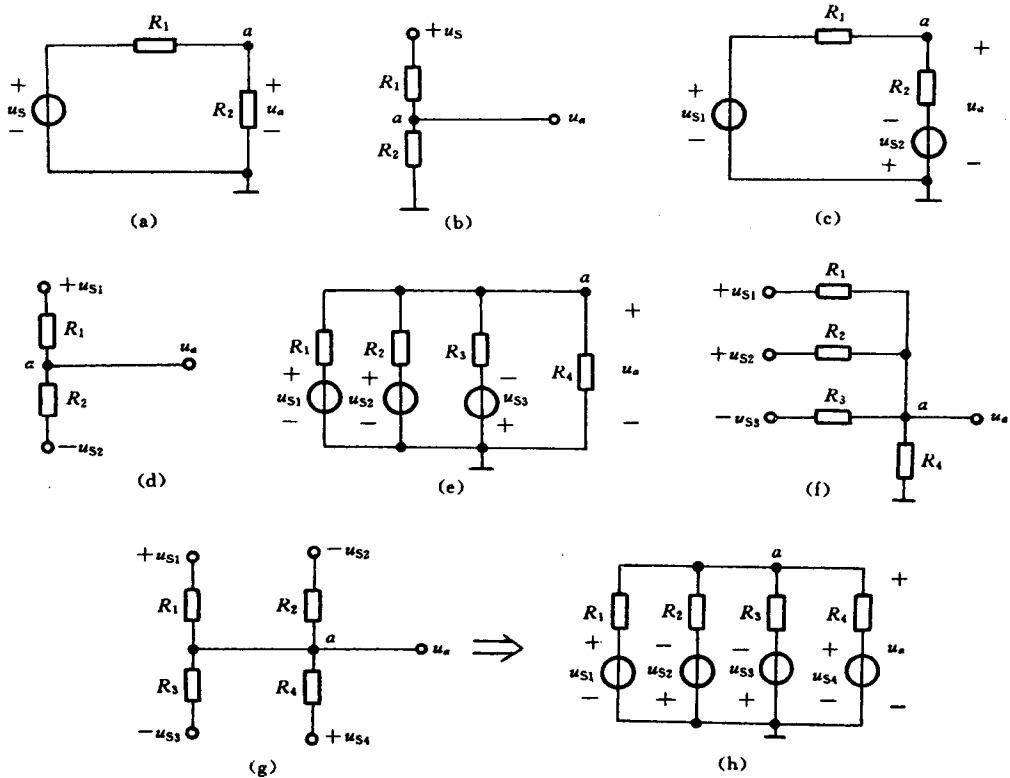 R₁
a
+
uS
−
R₂
+
ua
−
(a)
+uS
R₁
a
ua
R₂
(b)
R₁
a
+
uS1
−
R₂
−
uS2
+
+
ua
−
(c)
+uS1
R₁
a
ua
R₂
−uS2
(d)
a
R₁
R₂
R₃
R₄
+
uS1
−
+
uS2
−
−
uS3
+
+
ua
−
(e)
+uS1
R₁
+uS2
R₂
−uS3
R₃
a
ua
R₄
(f)
+uS1
−uS2
R₁
R₂
a
ua
R₃
R₄
−uS3
+uS4
(g)
a
R₁
R₂
R₃
R₄
+
uS1
−
−
uS2
+
−
uS3
+
+
uS4
−
+
ua
−
(h)